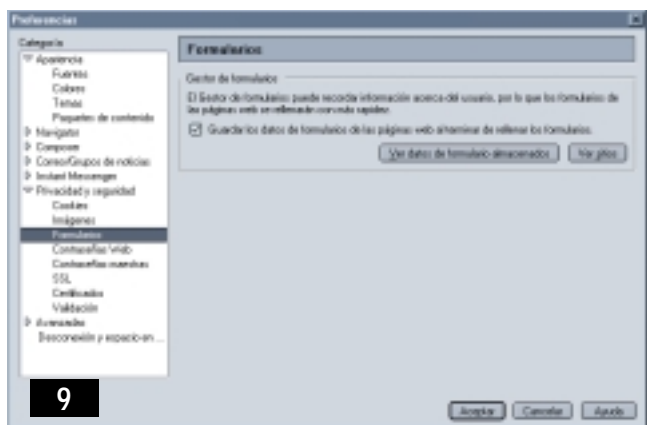 Preferencias
Categoría
Apariencia
Fuentes
Colores
Temas
Paquetes de contenido
Navigator
Composer
Correo/Grupos de noticias
Instant Messenger
Privacidad y seguridad
Cookies
Imágenes
Formularios
Contraseñas Web
Contraseñas maestras
SSL
Certificados
Validación
Avanzadas
Desconexión y espacio en ...
Formularios
Gestor de formularios
El Gestor de formularios puede recordar información acerca del usuario, por lo que los formularios de
las páginas web se rellenarán con más rapidez.
Guardar los datos de formularios de las páginas web al terminar de rellenar los formularios.
Ver datos de formulario almacenados
Ver sitios
Aceptar
Cancelar
Ayuda
9